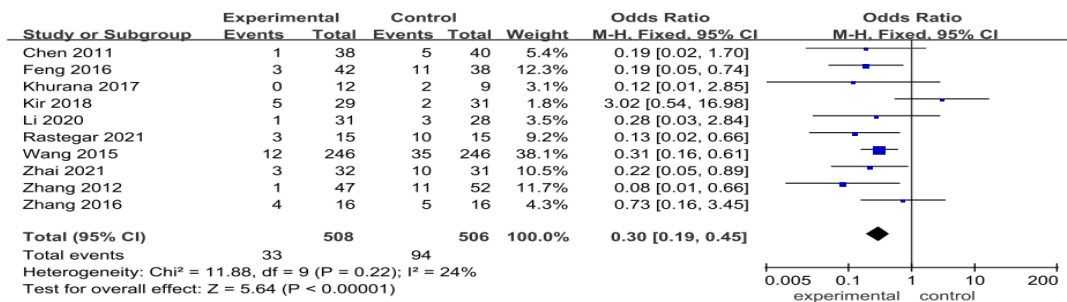 Experimental Control Odds Ratio Odds Ratio
Study or Subgroup Events Total Events Total Weight M-H. Fixed. 95% CI M-H. Fixed. 95% CI
Chen 2011 1 38 5 40 5.4% 0.19 [0.02, 1.70]
Feng 2016 3 42 11 38 12.3% 0.19 [0.05, 0.74]
Khurana 2017 0 12 2 9 3.1% 0.12 [0.01, 2.85]
Kir 2018 5 29 2 31 1.8% 3.02 [0.54, 16.98]
Li 2020 1 31 3 28 3.5% 0.28 [0.03, 2.84]
Rastegar 2021 3 15 10 15 9.2% 0.13 [0.02, 0.66]
Wang 2015 12 246 35 246 38.1% 0.31 [0.16, 0.61]
Zhai 2021 3 32 10 31 10.5% 0.22 [0.05, 0.89]
Zhang 2012 1 47 11 52 11.7% 0.08 [0.01, 0.66]
Zhang 2016 4 16 5 16 4.3% 0.73 [0.16, 3.45]
Total (95% CI) 508 506 100.0% 0.30 [0.19, 0.45]
Total events 33 94
Heterogeneity: Chi² = 11.88, df = 9 (P = 0.22); I² = 24%
Test for overall effect: Z = 5.64 (P < 0.00001)
0.005 0.1 1 10 200
experimental control